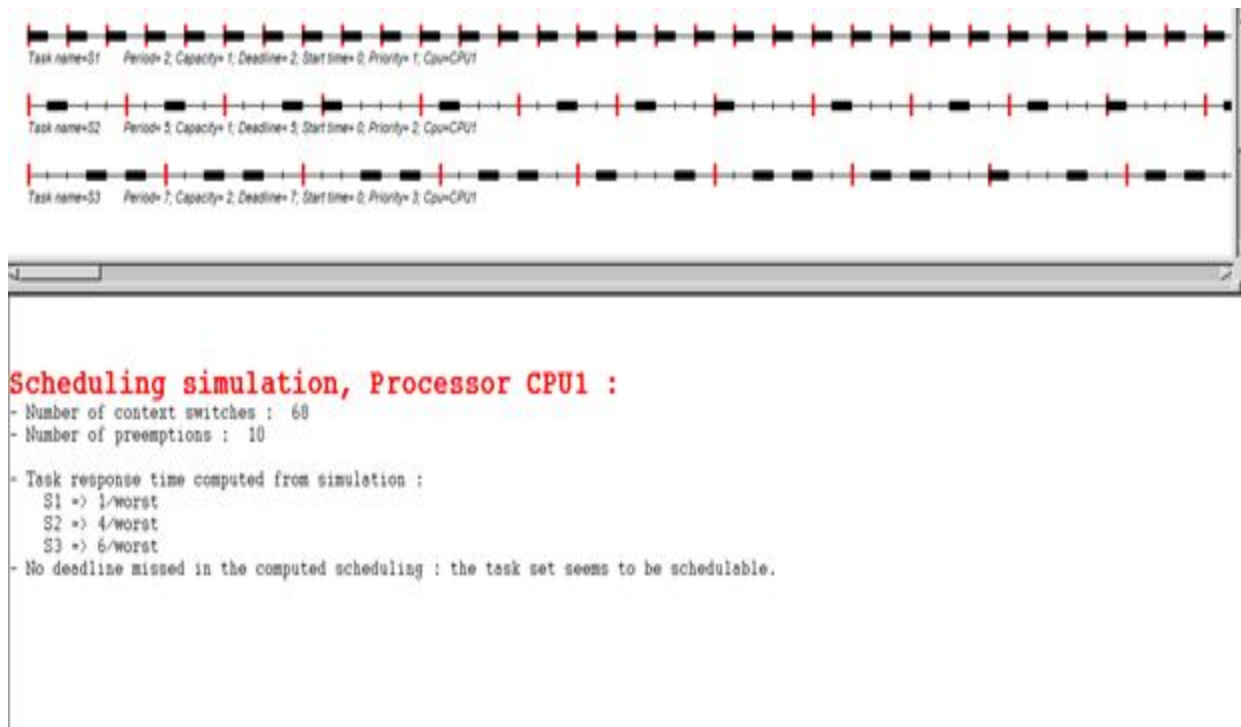 Task name=S1 Period= 2; Capacity= 1; Deadline= 2; Start time= 0; Priority= 1; Cpu=CPU1
Task name=S2 Period= 5; Capacity= 1; Deadline= 5; Start time= 0; Priority= 2; Cpu=CPU1
Task name=S3 Period= 7; Capacity= 2; Deadline= 7; Start time= 0; Priority= 3; Cpu=CPU1
Scheduling simulation, Processor CPU1 :
- Number of context switches : 68
- Number of preemptions : 10
- Task response time computed from simulation :
S1 => 1/worst
S2 => 4/worst
S3 => 6/worst
- No deadline missed in the computed scheduling : the task set seems to be schedulable.